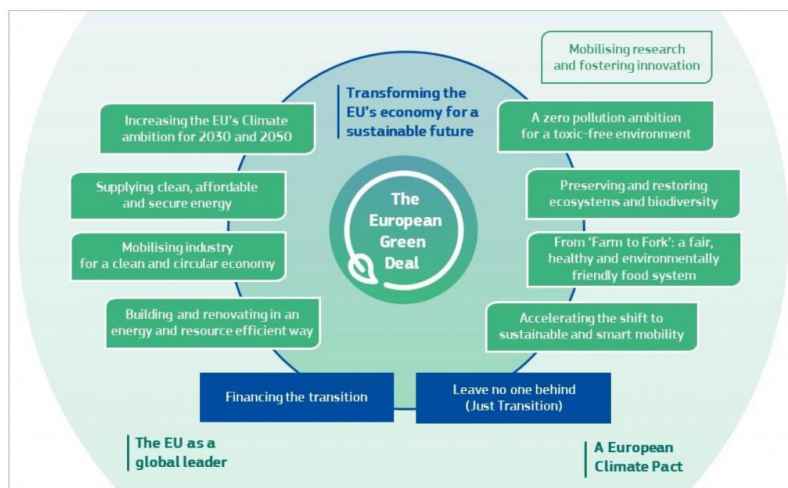 Mobilising research
and fostering innovation
Transforming the
EU's economy for a
sustainable future
Increasing the EU's Climate
ambition for 2030 and 2050
A zero pollution ambition
for a toxic-free environment
Supplying clean, affordable
and secure energy
Preserving and restoring
ecosystems and biodiversity
The
European
Green
Deal
Mobilising industry
for a clean and circular economy
From 'Farm to Fork': a fair,
healthy and environmentally
friendly food system
Building and renovating in an
energy and resource efficient way
Accelerating the shift to
sustainable and smart mobility
Financing the transition
Leave no one behind
(Just Transition)
The EU as a
global leader
A European
Climate Pact